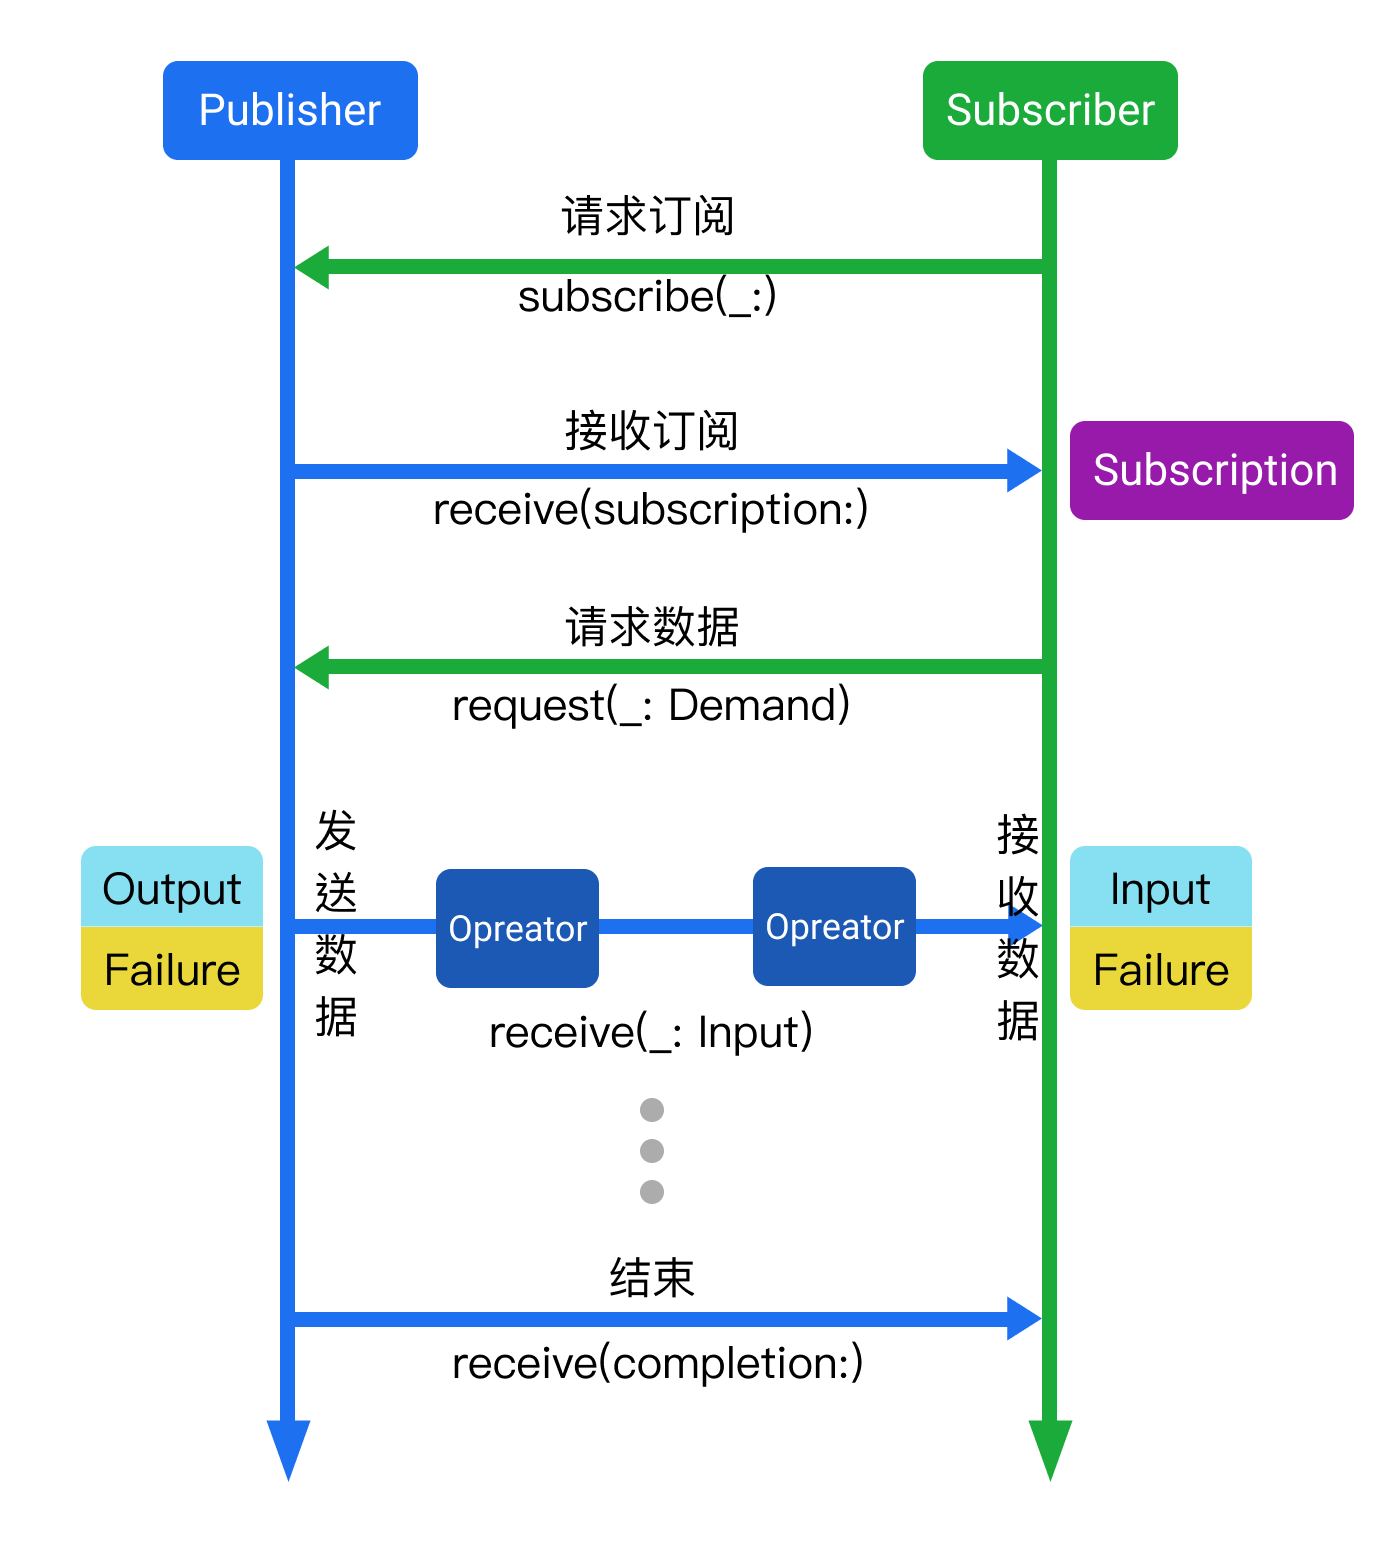 Publisher
Subscriber
请求订阅
subscribe(_:)
接收订阅
receive(subscription:)
Subscription
请求数据
request(_: Demand)
发送数据
接收数据
Output
Failure
Opreator
Opreator
Input
Failure
receive(_: Input)
结束
receive(completion:)